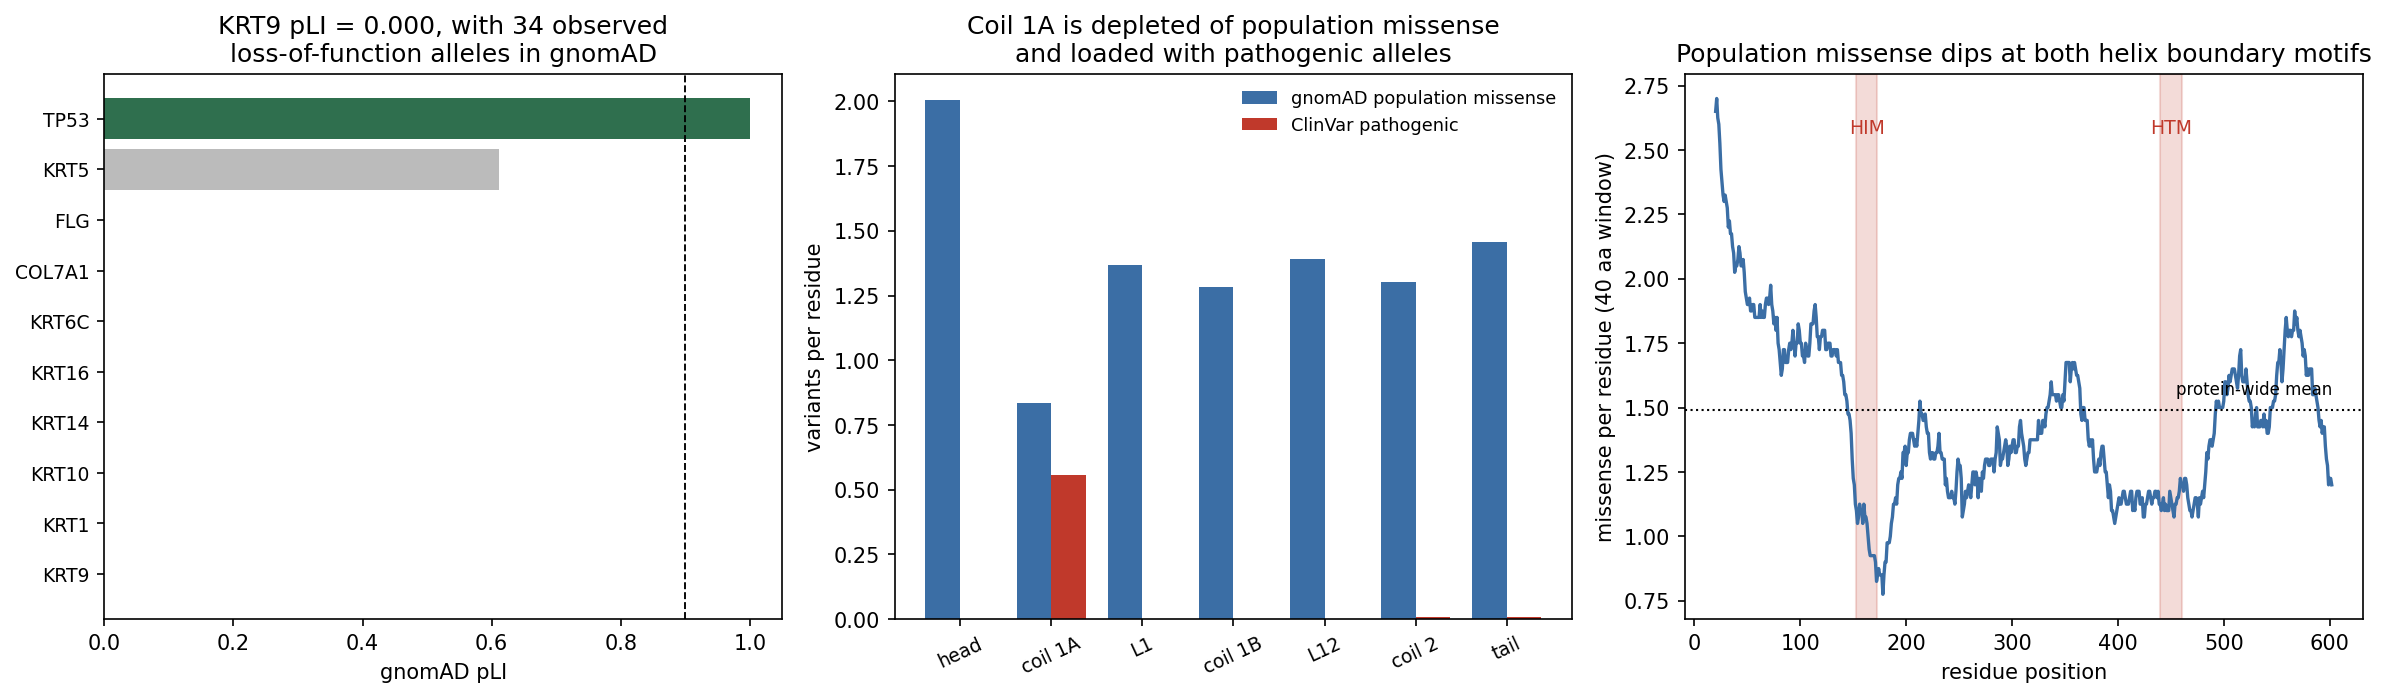 KRT9 pLI = 0.000, with 34 observed
loss-of-function alleles in gnomAD
TP53
KRT5
FLG
COL7A1
KRT6C
KRT16
KRT14
KRT10
KRT1
KRT9
0.0 0.2 0.4 0.6 0.8 1.0
gnomAD pLI
Coil 1A is depleted of population missense
and loaded with pathogenic alleles
gnomAD population missense
ClinVar pathogenic
variants per residue
2.00
1.75
1.50
1.25
1.00
0.75
0.50
0.25
0.00
head coil 1A L1 coil 1B L12 coil 2 tail
Population missense dips at both helix boundary motifs
missense per residue (40 aa window)
2.75
2.50
2.25
2.00
1.75
1.50
1.25
1.00
0.75
HIM HTM
protein-wide mean
0 100 200 300 400 500 600
residue position